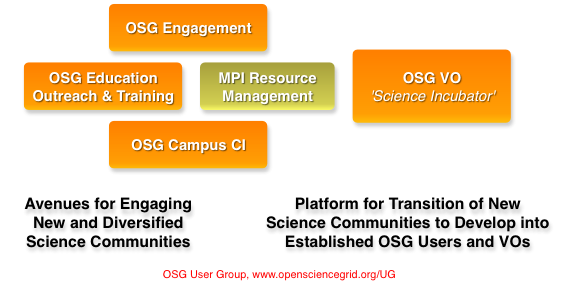 OSG Engagement
OSG Education
Outreach & Training
MPI Resource
Management
OSG VO
'Science Incubator'
OSG Campus CI
Avenues for Engaging
New and Diversified
Science Communities
Platform for Transition of New
Science Communities to Develop into
Established OSG Users and VOs
OSG User Group, www.opensciencegrid.org/UG